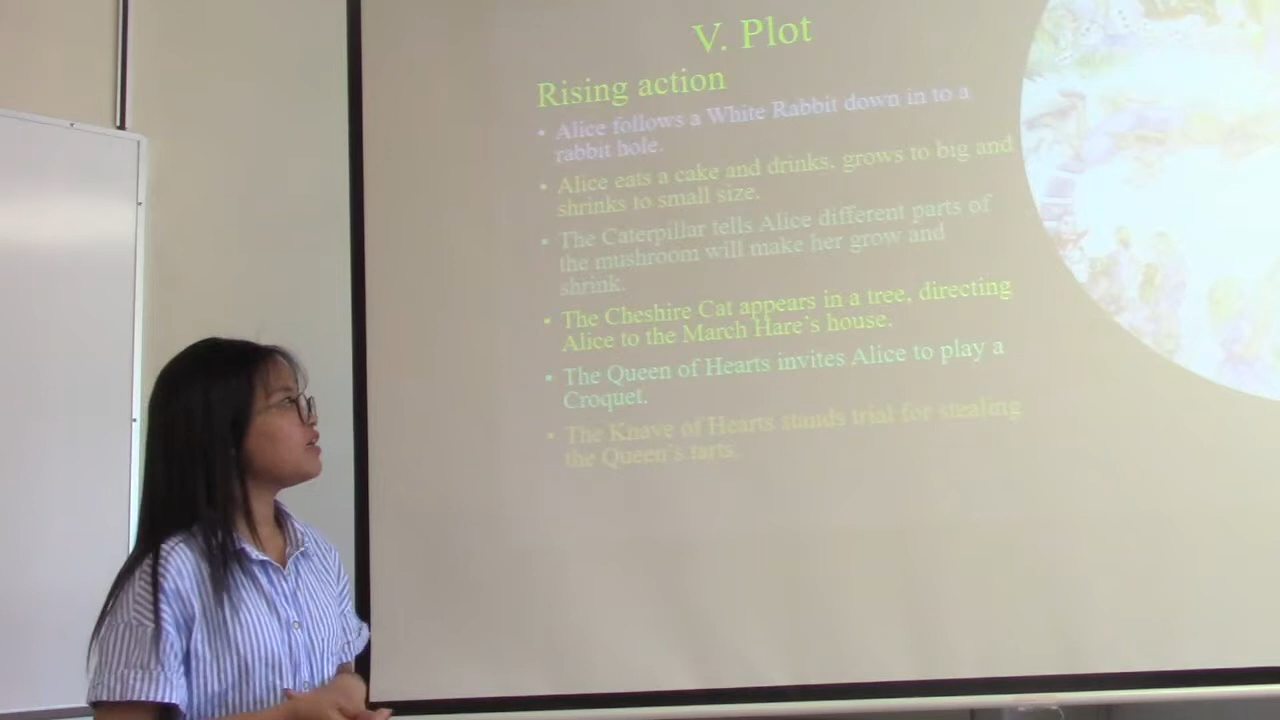 V. Plot
Rising action
• Alice follows a White Rabbit down in to a
rabbit hole.
• Alice eats a cake and drinks, grows to big and
shrinks to small size.
• The Caterpillar tells Alice different parts of
the mushroom will make her grow and
shrink.
• The Cheshire Cat appears in a tree, directing
Alice to the March Hare's house.
• The Queen of Hearts invites Alice to play a
Croquet.
• The Knave of Hearts stands trial for stealing
the Queen's tarts.